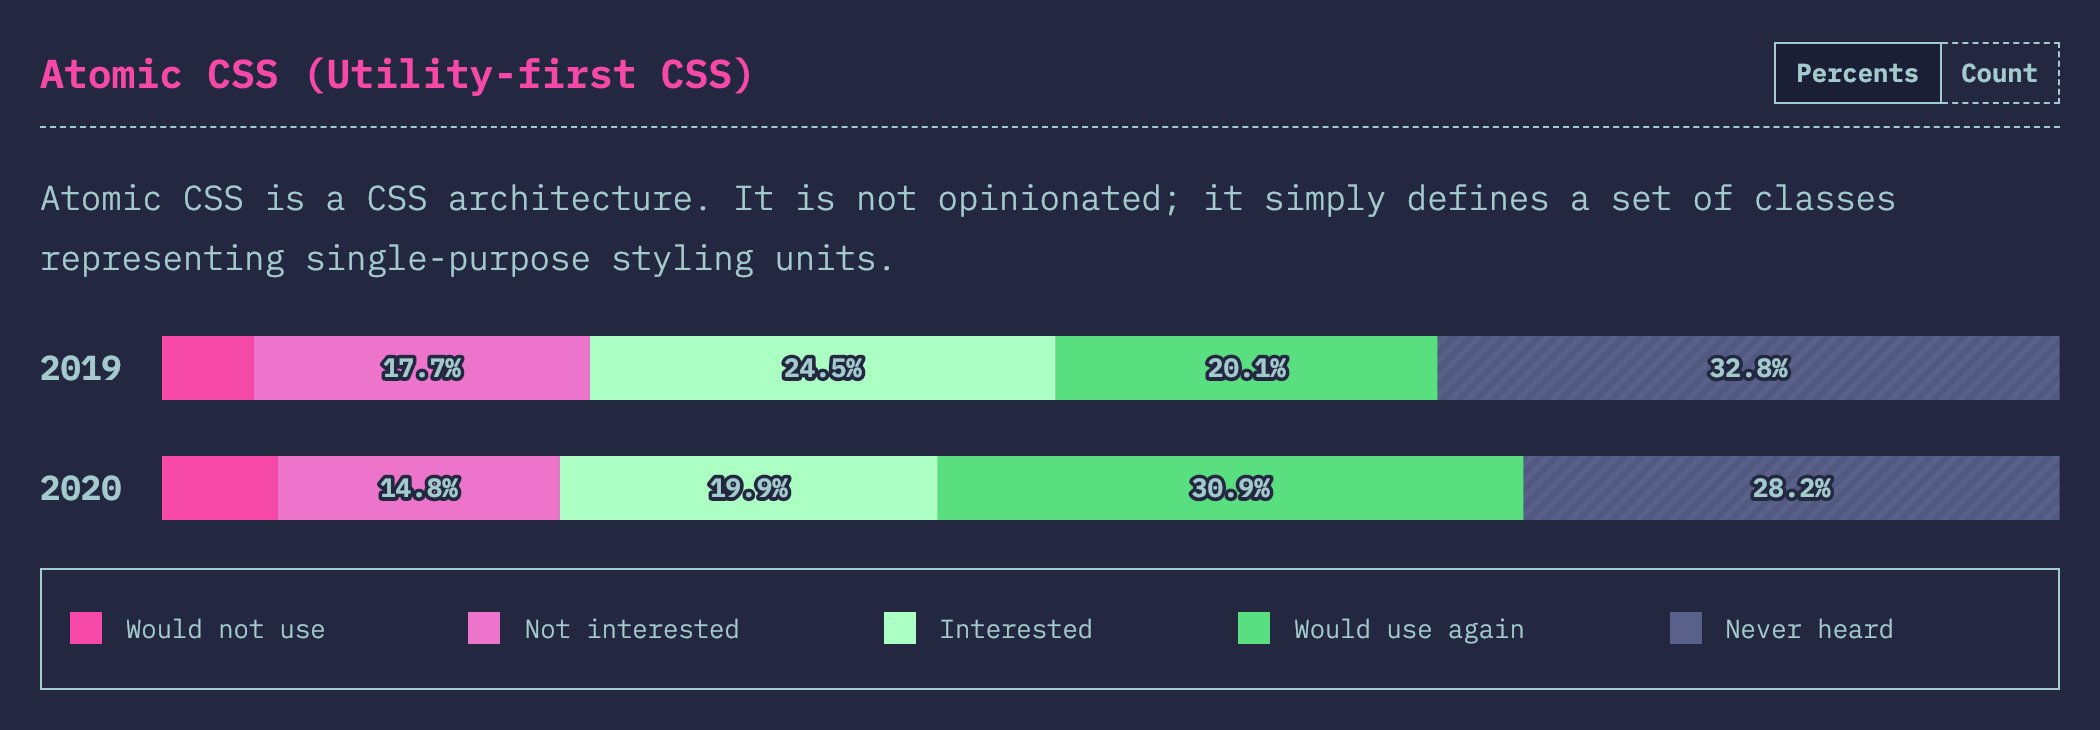 Atomic CSS (Utility-first CSS)
Percents
Count
Atomic CSS is a CSS architecture. It is not opinionated; it simply defines a set of classes
representing single-purpose styling units.
2019 17.7% 24.5% 20.1% 32.8%
2020 14.8% 19.9% 30.9% 28.2%
Would not use Not interested Interested Would use again Never heard